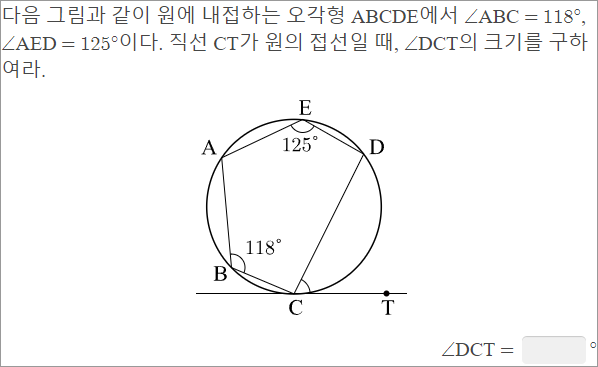 다음 그림과 같이 원에 내접하는 오각형 ABCDE에서 ∠ABC = 118°,
∠AED = 125°이다. 직선 CT가 원의 접선일 때, ∠DCT의 크기를 구하
여라.
E
A
125°
D
118°
B
C
T
∠DCT = °